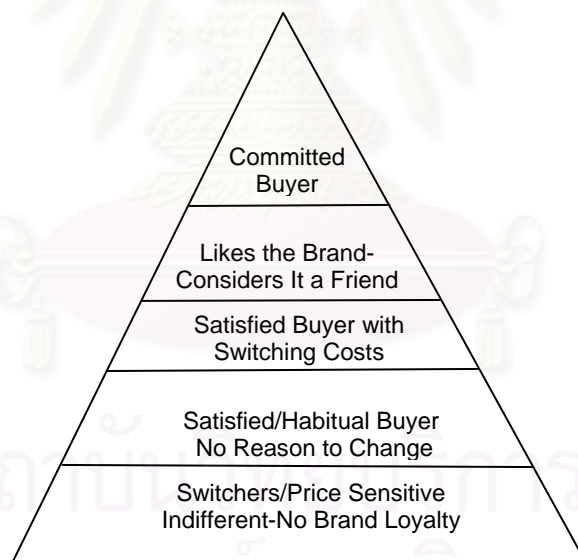 Committed
Buyer
Likes the Brand-
Considers It a Friend
Satisfied Buyer with
Switching Costs
Satisfied/Habitual Buyer
No Reason to Change
Switchers/Price Sensitive
Indifferent-No Brand Loyalty